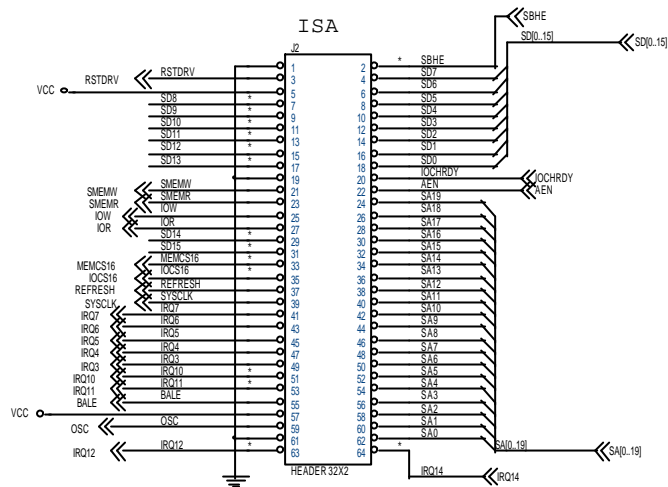 ISA
SBHE
J2
SD[0..15]
SD[0..15]
1 2 * SBHE
RSTDRV RSTDRV 3 4 SD7
VCC 5 6 SD6
SD8 * 7 8 SD5
SD9 * 9 10 SD4
SD10 * 11 12 SD3
SD11 * 13 14 SD2
SD12 * 15 16 SD1
SD13 * 17 18 SD0
19 20 IOCHRDY IOCHRDY
SMEMW SMEMW 21 22 AEN AEN
SMEMR SMEMR 23 24 SA19
IOW IOW 25 26 SA18
IOR IOR 27 28 SA17
SD14 * 29 30 SA16
SD15 * 31 32 SA15
MEMCS16 MEMCS16 * 33 34 SA14
IOCS16 IOCS16 * 35 36 SA13
REFRESH REFRESH 37 38 SA12
SYSCLK SYSCLK 39 40 SA11
IRQ7 IRQ7 41 42 SA10
IRQ6 IRQ6 43 44 SA9
IRQ5 IRQ5 45 46 SA8
IRQ4 IRQ4 47 48 SA7
IRQ3 IRQ3 49 50 SA6
IRQ10 IRQ10 * 51 52 SA5
IRQ11 IRQ11 * 53 54 SA4
BALE BALE 55 56 SA3
VCC 57 58 SA2
OSC OSC 59 60 SA1
61 62 SA0
SA[0..19] SA[0..19]
IRQ12 IRQ12 * 63 64 *
HEADER 32X2
IRQ14 IRQ14